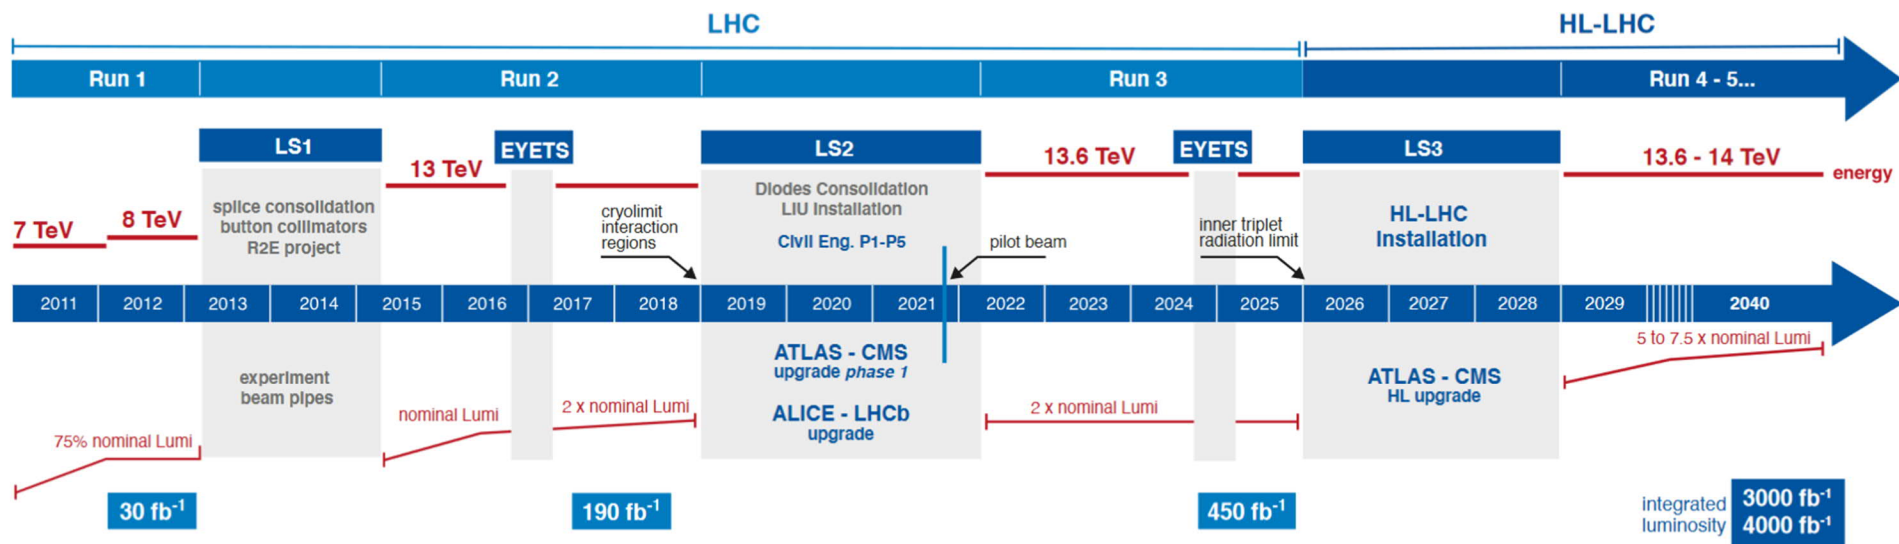 LHC
HL-LHC
Run 1
Run 2
Run 3
Run 4 - 5...
LS1
EYETS
LS2
EYETS
LS3
7 TeV
8 TeV
13 TeV
13.6 TeV
13.6 - 14 TeV
energy
splice consolidation
button collimators
R2E project
cryolimit
interaction
regions
Diodes Consolidation
LIU Installation
Civil Eng. P1-P5
pilot beam
inner triplet
radiation limit
HL-LHC
Installation
2011
2012
2013
2014
2015
2016
2017
2018
2019
2020
2021
2022
2023
2024
2025
2026
2027
2028
2029
2040
experiment
beam pipes
ATLAS - CMS
upgrade phase 1
ALICE - LHCb
upgrade
ATLAS - CMS
HL upgrade
75% nominal Lumi
nominal Lumi
2 x nominal Lumi
2 x nominal Lumi
5 to 7.5 x nominal Lumi
30 fb⁻¹
190 fb⁻¹
450 fb⁻¹
integrated
luminosity
3000 fb⁻¹
4000 fb⁻¹